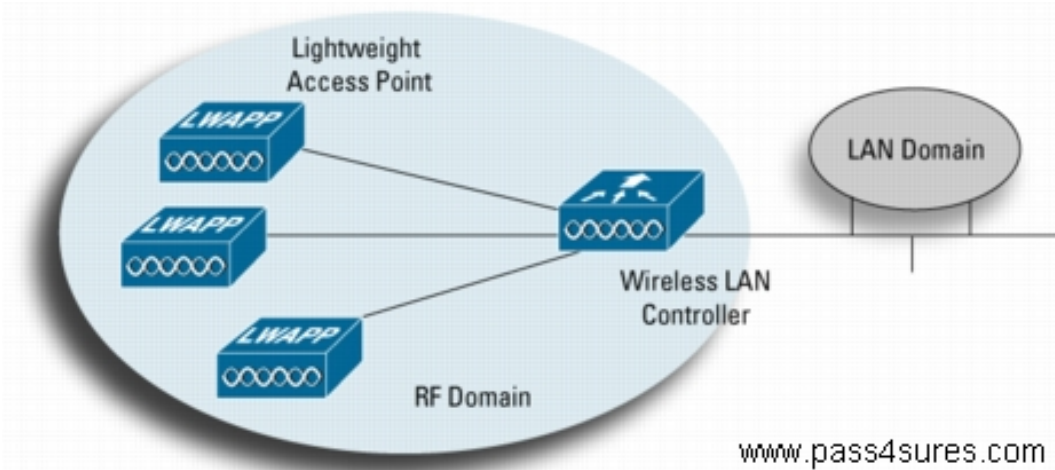 Lightweight
Access Point
LWAPP
LAN Domain
LWAPP
Wireless LAN
Controller
LWAPP
RF Domain
www.pass4sures.com